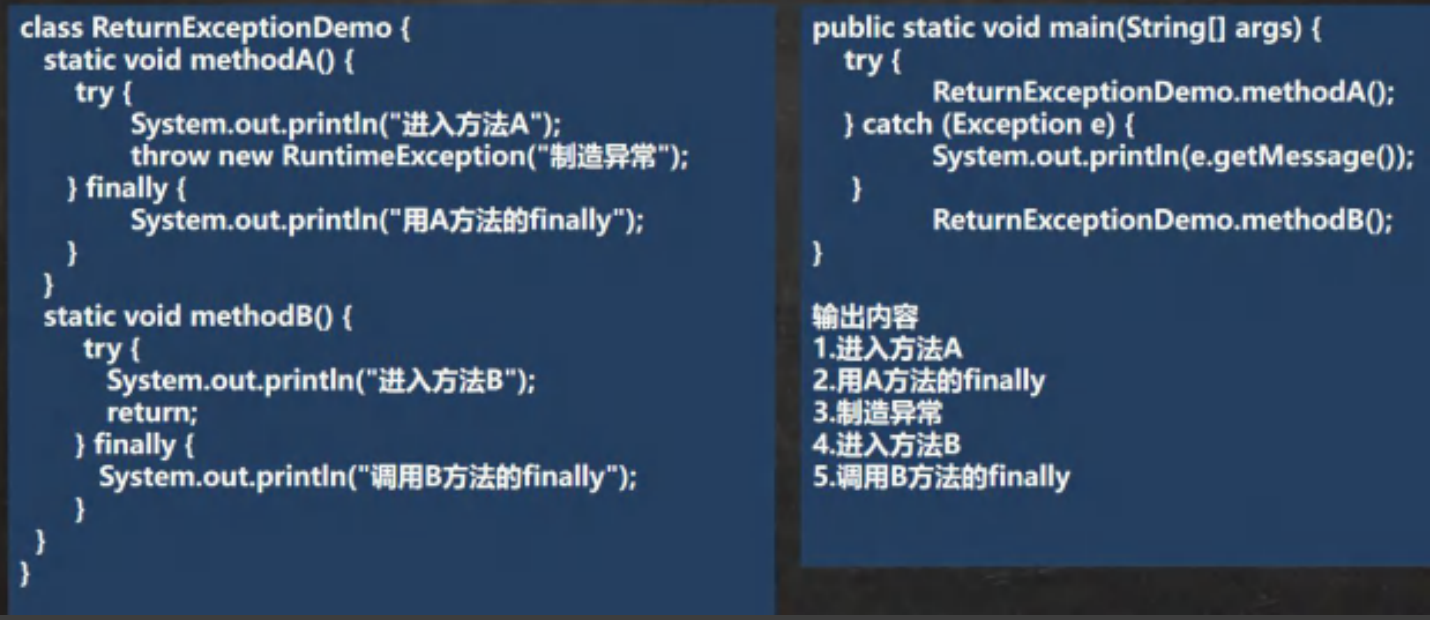 class ReturnExceptionDemo {
static void methodA() {
try {
System.out.println("进入方法A");
throw new RuntimeException("制造异常");
} finally {
System.out.println("用A方法的finally");
}
}
static void methodB() {
try {
System.out.println("进入方法B");
return;
} finally {
System.out.println("调用B方法的finally");
}
}
}
public static void main(String[] args) {
try {
ReturnExceptionDemo.methodA();
} catch (Exception e) {
System.out.println(e.getMessage());
}
ReturnExceptionDemo.methodB();
}
输出内容
1.进入方法A
2.用A方法的finally
3.制造异常
4.进入方法B
5.调用B方法的finally